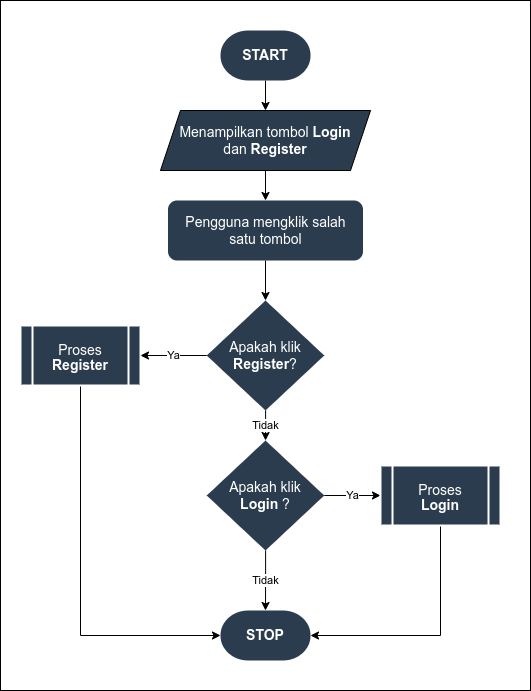 START
Menampilkan tombol Login
dan Register
Pengguna mengklik salah
satu tombol
Apakah klik
Register?
Ya
Proses
Register
Tidak
Apakah klik
Login ?
Ya
Proses
Login
Tidak
STOP